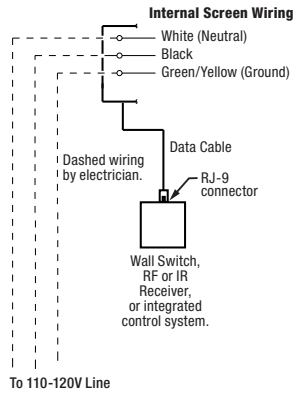 Internal Screen Wiring
White (Neutral)
Black
Green/Yellow (Ground)
Data Cable
Dashed wiring
by electrician.
RJ-9
connector
Wall Switch,
RF or IR
Receiver,
or integrated
control system.
To 110-120V Line